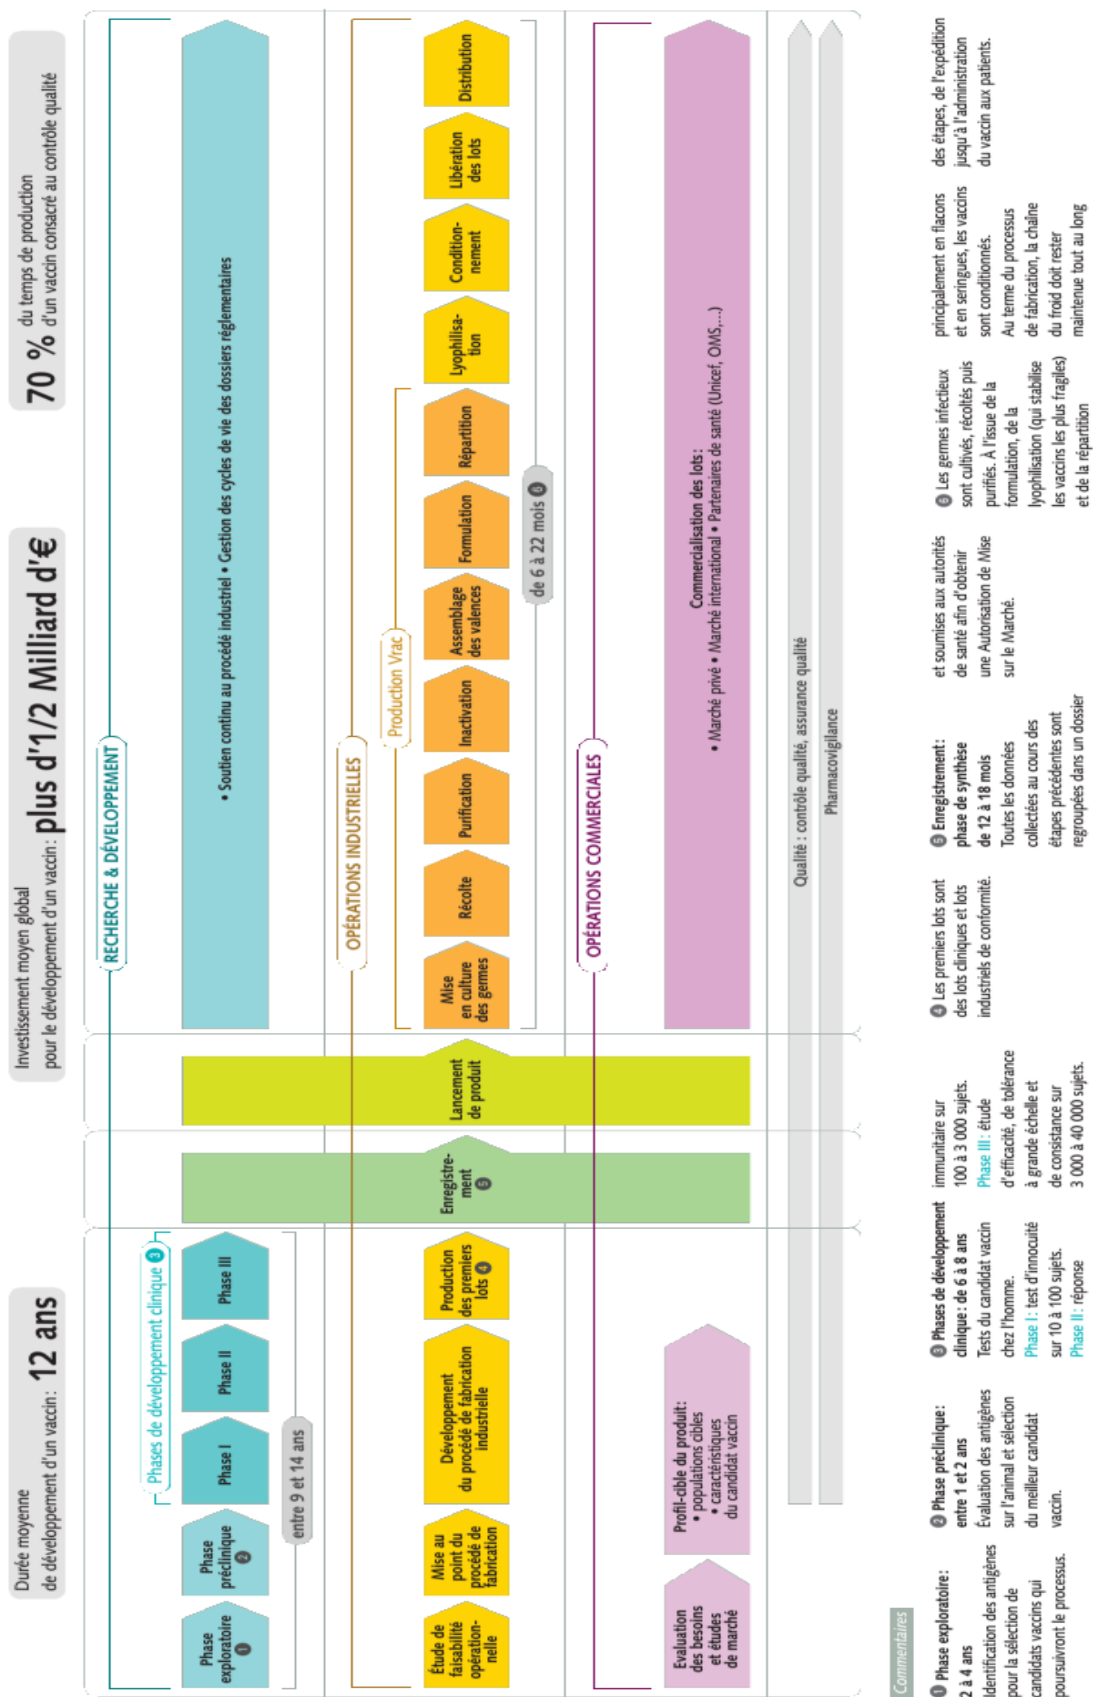 Durée moyenne
de développement d'un vaccin: 12 ans
Investissement moyen global
pour le développement d'un vaccin: plus d'1/2 Milliard d'€
70 % du temps de production
d'un vaccin consacré au contrôle qualité
RECHERCHE & DÉVELOPPEMENT
Phases de développement clinique 3
Phase
exploratoire
1
Phase
préclinique
2
Phase I
Phase II
Phase III
entre 9 et 14 ans
• Soutien continu au procédé industriel • Gestion des cycles de vie des dossiers réglementaires
Enregistre-
ment
5
Lancement
de produit
OPÉRATIONS INDUSTRIELLES
Production Vrac
Étude de
faisabilité
opération-
nelle
Mise au
point du
procédé de
fabrication
Développement
du procédé de fabrication
industrielle
Production
des premiers
lots 4
Mise
en culture
des germes
Récolte
Purification
Inactivation
Assemblage
des valences
Formulation
Répartition
Lyophilisa-
tion
Condition-
nement
Libération
des lots
Distribution
de 6 à 22 mois 6
OPÉRATIONS COMMERCIALES
Evaluation
des besoins
et études
de marché
Profil-cible du produit:
• populations cibles
• caractéristiques
du candidat vaccin
Commercialisation des lots:
• Marché privé • Marché international • Partenaires de santé (Unicef, OMS,...)
Qualité : contrôle qualité, assurance qualité
Pharmacovigilance
Commentaires
1 Phase exploratoire:
2 à 4 ans
Identification des antigènes
pour la sélection de
candidats vaccins qui
poursuivront le processus.
2 Phase préclinique:
entre 1 et 2 ans
Évaluation des antigènes
sur l'animal et sélection
du meilleur candidat
vaccin.
3 Phases de développement
clinique: de 6 à 8 ans
Tests du candidat vaccin
chez l'homme.
Phase I: test d'innocuité
sur 10 à 100 sujets.
Phase II: réponse
immunitaire sur
100 à 3 000 sujets.
Phase III: étude
d'efficacité, de tolérance
à grande échelle et
de consistance sur
3 000 à 40 000 sujets.
4 Les premiers lots sont
des lots cliniques et lots
industriels de conformité.
5 Enregistrement:
phase de synthèse
de 12 à 18 mois
Toutes les données
collectées au cours des
étapes précédentes sont
regroupées dans un dossier
et soumises aux autorités
de santé afin d'obtenir
une Autorisation de Mise
sur le Marché.
6 Les germes infectieux
sont cultivés, récoltés puis
purifiés. À l'issue de la
formulation, de la
lyophilisation (qui stabilise
les vaccins les plus fragiles)
et de la répartition
principalement en flacons
et en seringues, les vaccins
sont conditionnés.
Au terme du processus
de fabrication, la chaîne
du froid doit rester
maintenue tout au long
des étapes, de l'expédition
jusqu'à l'administration
du vaccin aux patients.